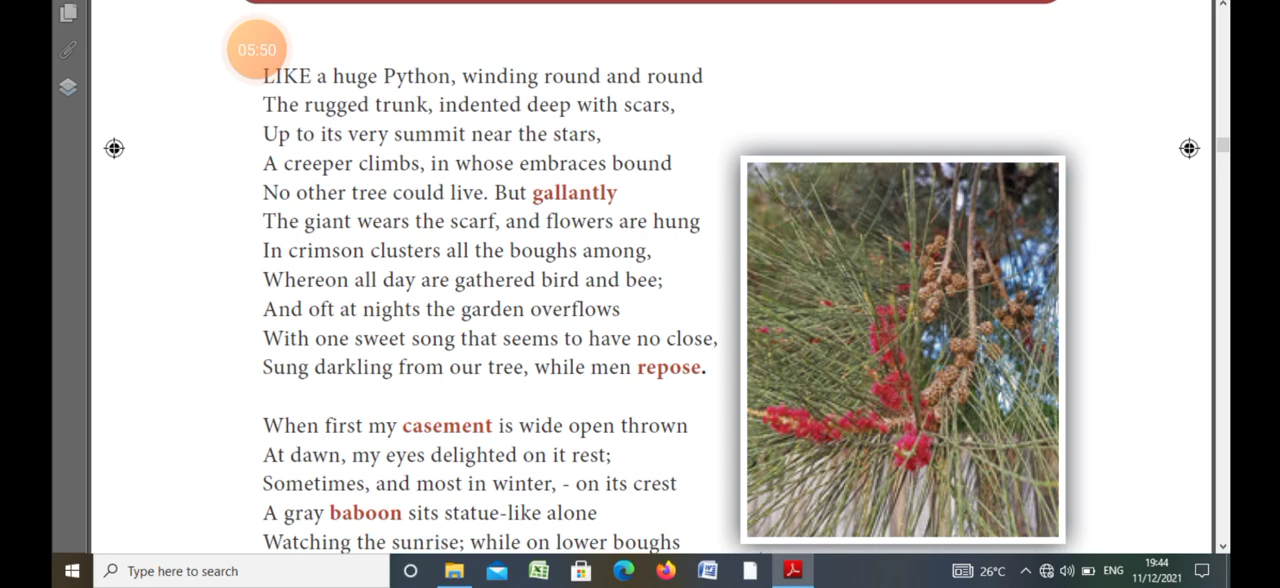 05:50
LIKE a huge Python, winding round and round
The rugged trunk, indented deep with scars,
Up to its very summit near the stars,
A creeper climbs, in whose embraces bound
No other tree could live. But gallantly
The giant wears the scarf, and flowers are hung
In crimson clusters all the boughs among,
Whereon all day are gathered bird and bee;
And oft at nights the garden overflows
With one sweet song that seems to have no close,
Sung darkling from our tree, while men repose.
When first my casement is wide open thrown
At dawn, my eyes delighted on it rest;
Sometimes, and most in winter, - on its crest
A gray baboon sits statue-like alone
Watching the sunrise; while on lower boughs
Type here to search
26°C
ENG
19:44
11/12/2021